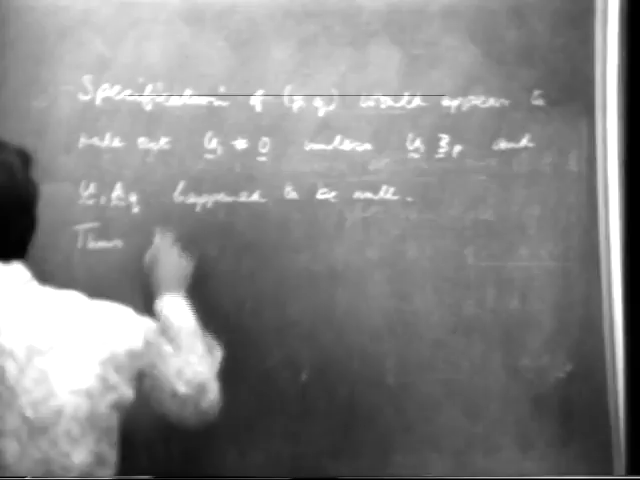 Specification of (p, q) would appear to
rule out U, ≠ 0 unless U, and
U, happened to be null.
Thus